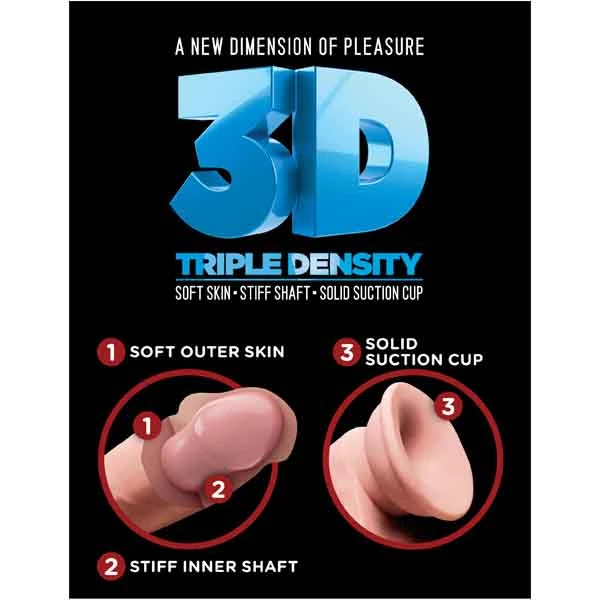 A NEW DIMENSION OF PLEASURE
3D
TRIPLE DENSITY
SOFT SKIN • STIFF SHAFT • SOLID SUCTION CUP
1 SOFT OUTER SKIN
1
2
2 STIFF INNER SHAFT
3 SOLID
SUCTION CUP
3